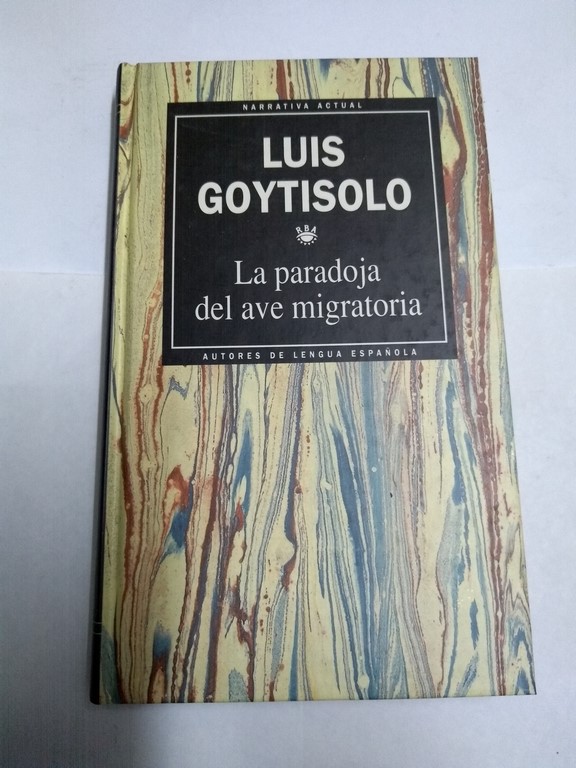 NARRATIVA ACTUAL
LUIS
GOYTISOLO
RBA
La paradoja
del ave migratoria
AUTORES DE LENGUA ESPAÑOLA